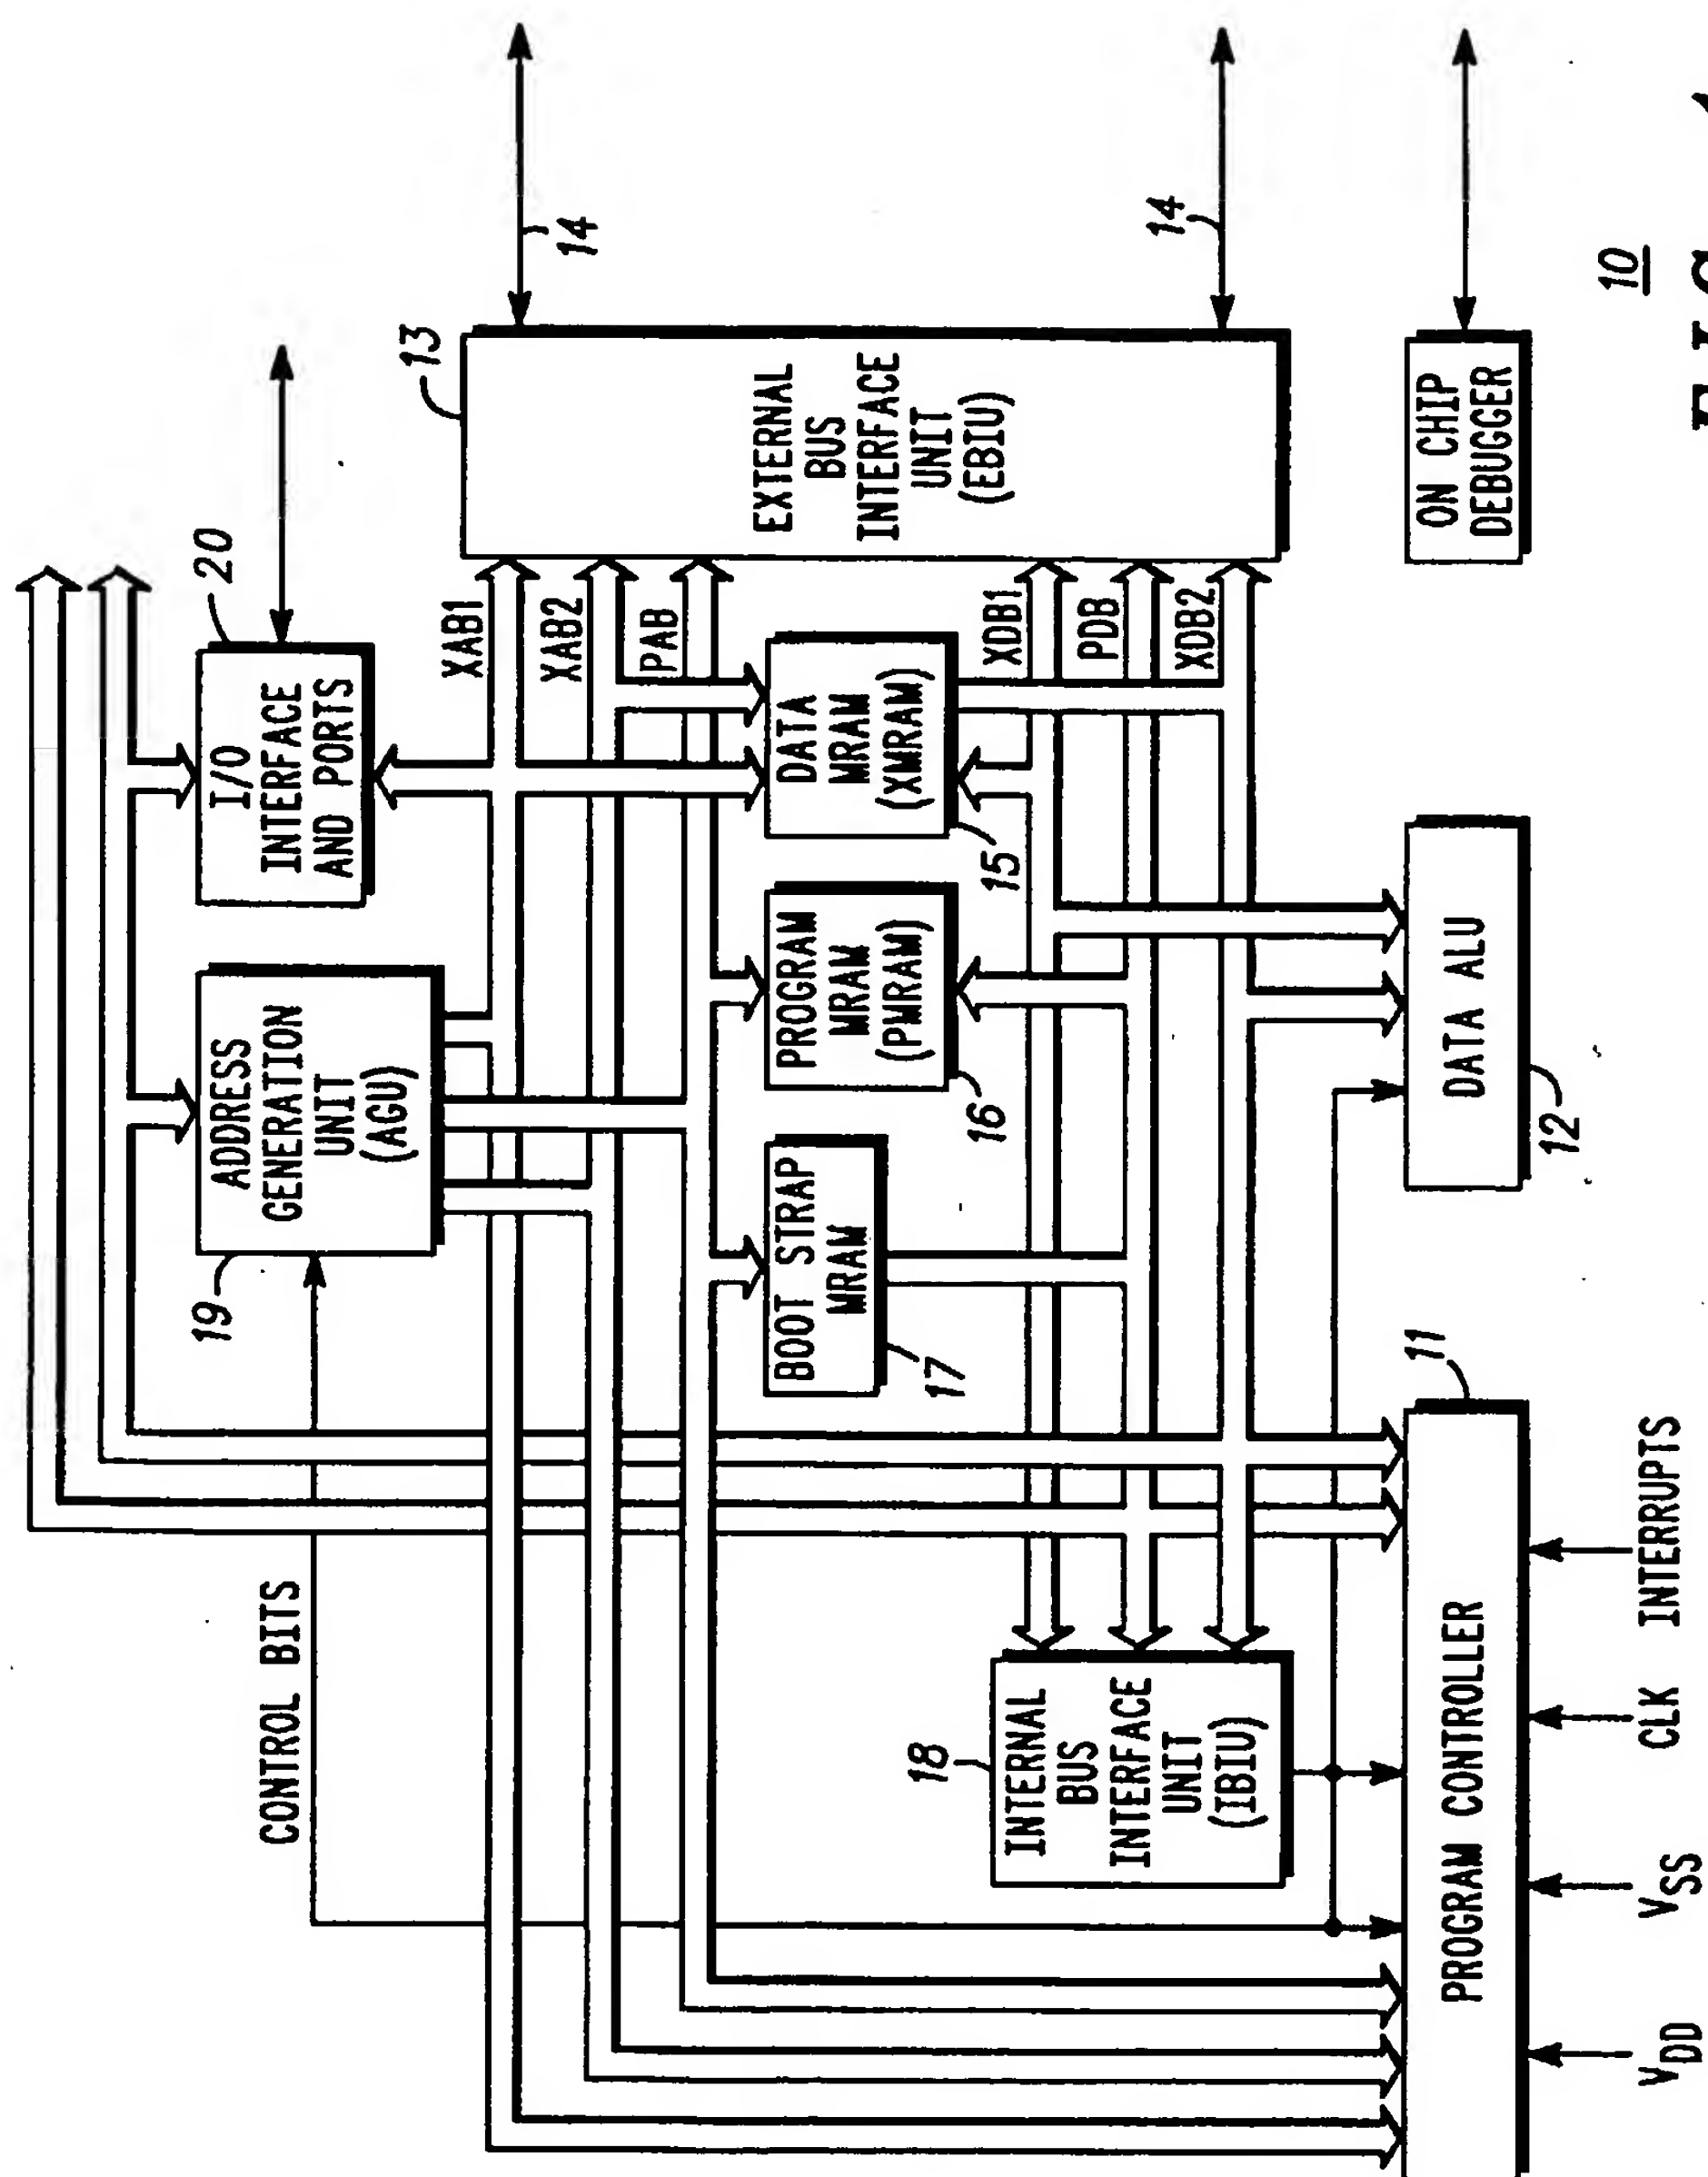 CONTROL BITS
19
ADDRESS
GENERATION
UNIT
(AGU)
20
I/O
INTERFACE
AND PORTS
XAB1
XAB2
PAB
13
EXTERNAL
BUS
INTERFACE
UNIT
(EBIU)
14
14
17
BOOT STRAP
MRAM
16
PROGRAM
MRAM
(PMRAM)
15
DATA
MRAM
(XMRAM)
XDB1
PDB
XDB2
18
INTERNAL
BUS
INTERFACE
UNIT
(IBIU)
11
PROGRAM CONTROLLER
12
DATA ALU
ON CHIP
DEBUGGER
VDD
VSS
CLK
INTERRUPTS
10